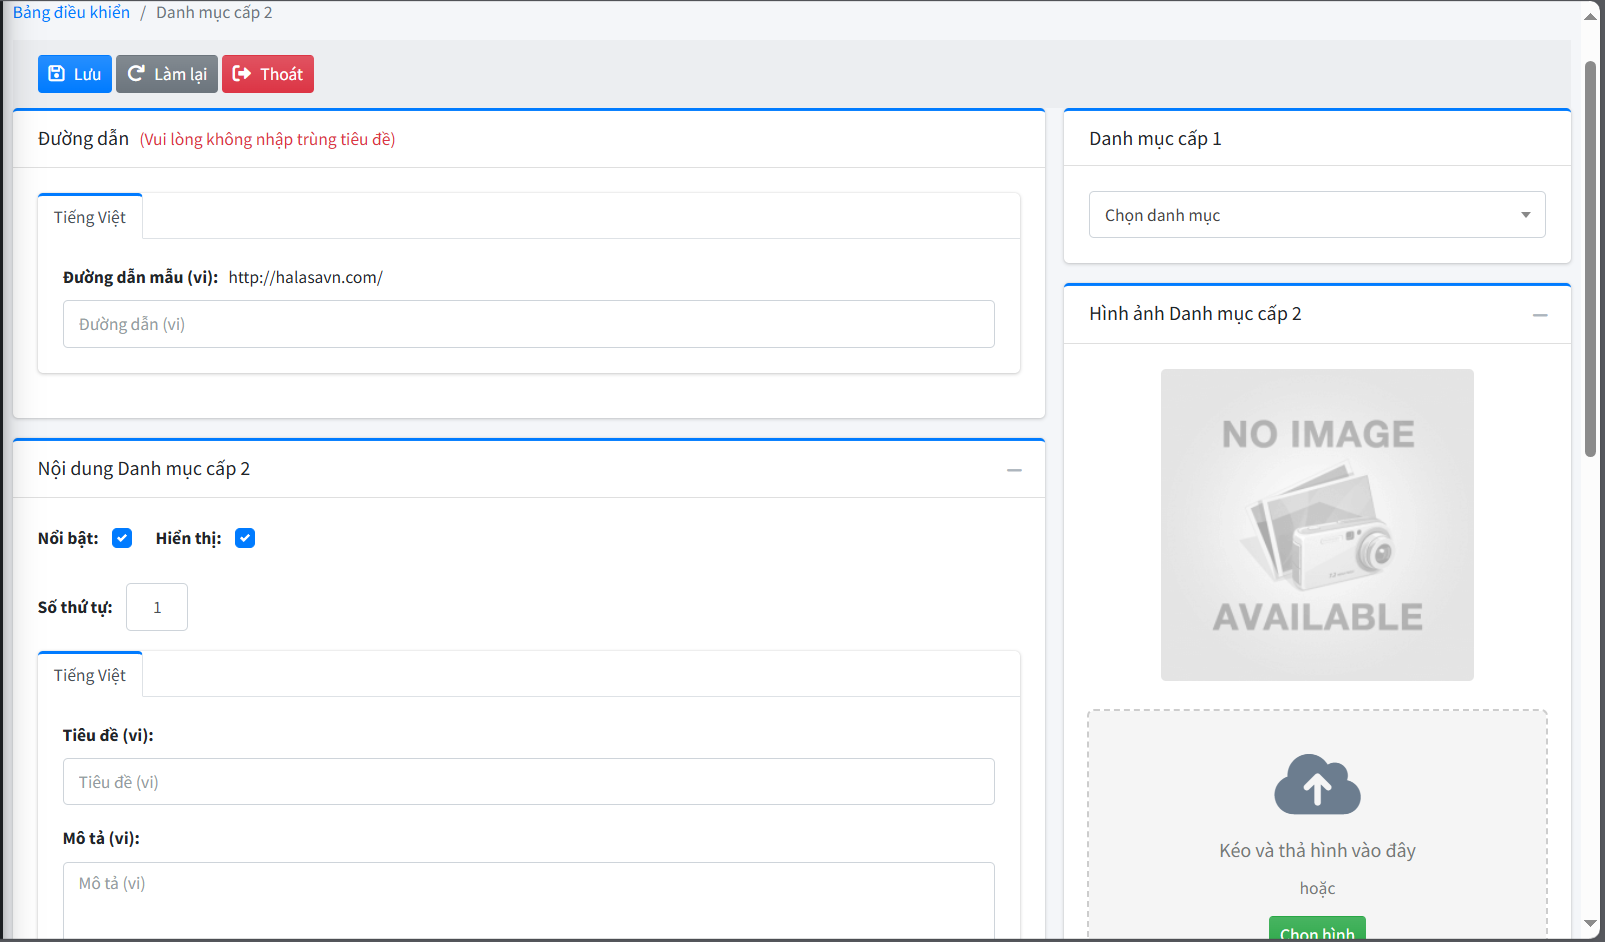 Bảng điều khiển / Danh mục cấp 2
Lưu
Làm lại
Thoát
Đường dẫn (Vui lòng không nhập trùng tiêu đề)
Tiếng Việt
Đường dẫn mẫu (vi): http://halasavn.com/
Đường dẫn (vi)
Nội dung Danh mục cấp 2
Nổi bật:
Hiển thị:
Số thứ tự: 1
Tiếng Việt
Tiêu đề (vi):
Tiêu đề (vi)
Mô tả (vi):
Mô tả (vi)
Danh mục cấp 1
Chọn danh mục
Hình ảnh Danh mục cấp 2
NO IMAGE
AVAILABLE
Kéo và thả hình vào đây
hoặc
Chọn hình